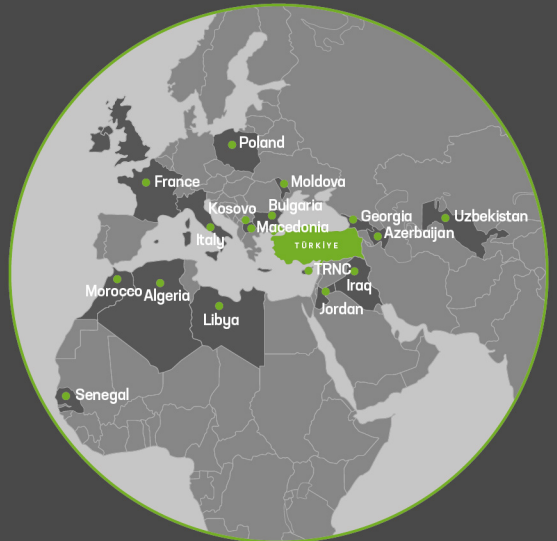 Poland
France
Moldova
Kosovo
Bulgaria
Georgia
Uzbekistan
Macedonia
Azerbaijan
Italy
TÜRKİYE
TRNC
Morocco
Algeria
Iraq
Jordan
Libya
Senegal